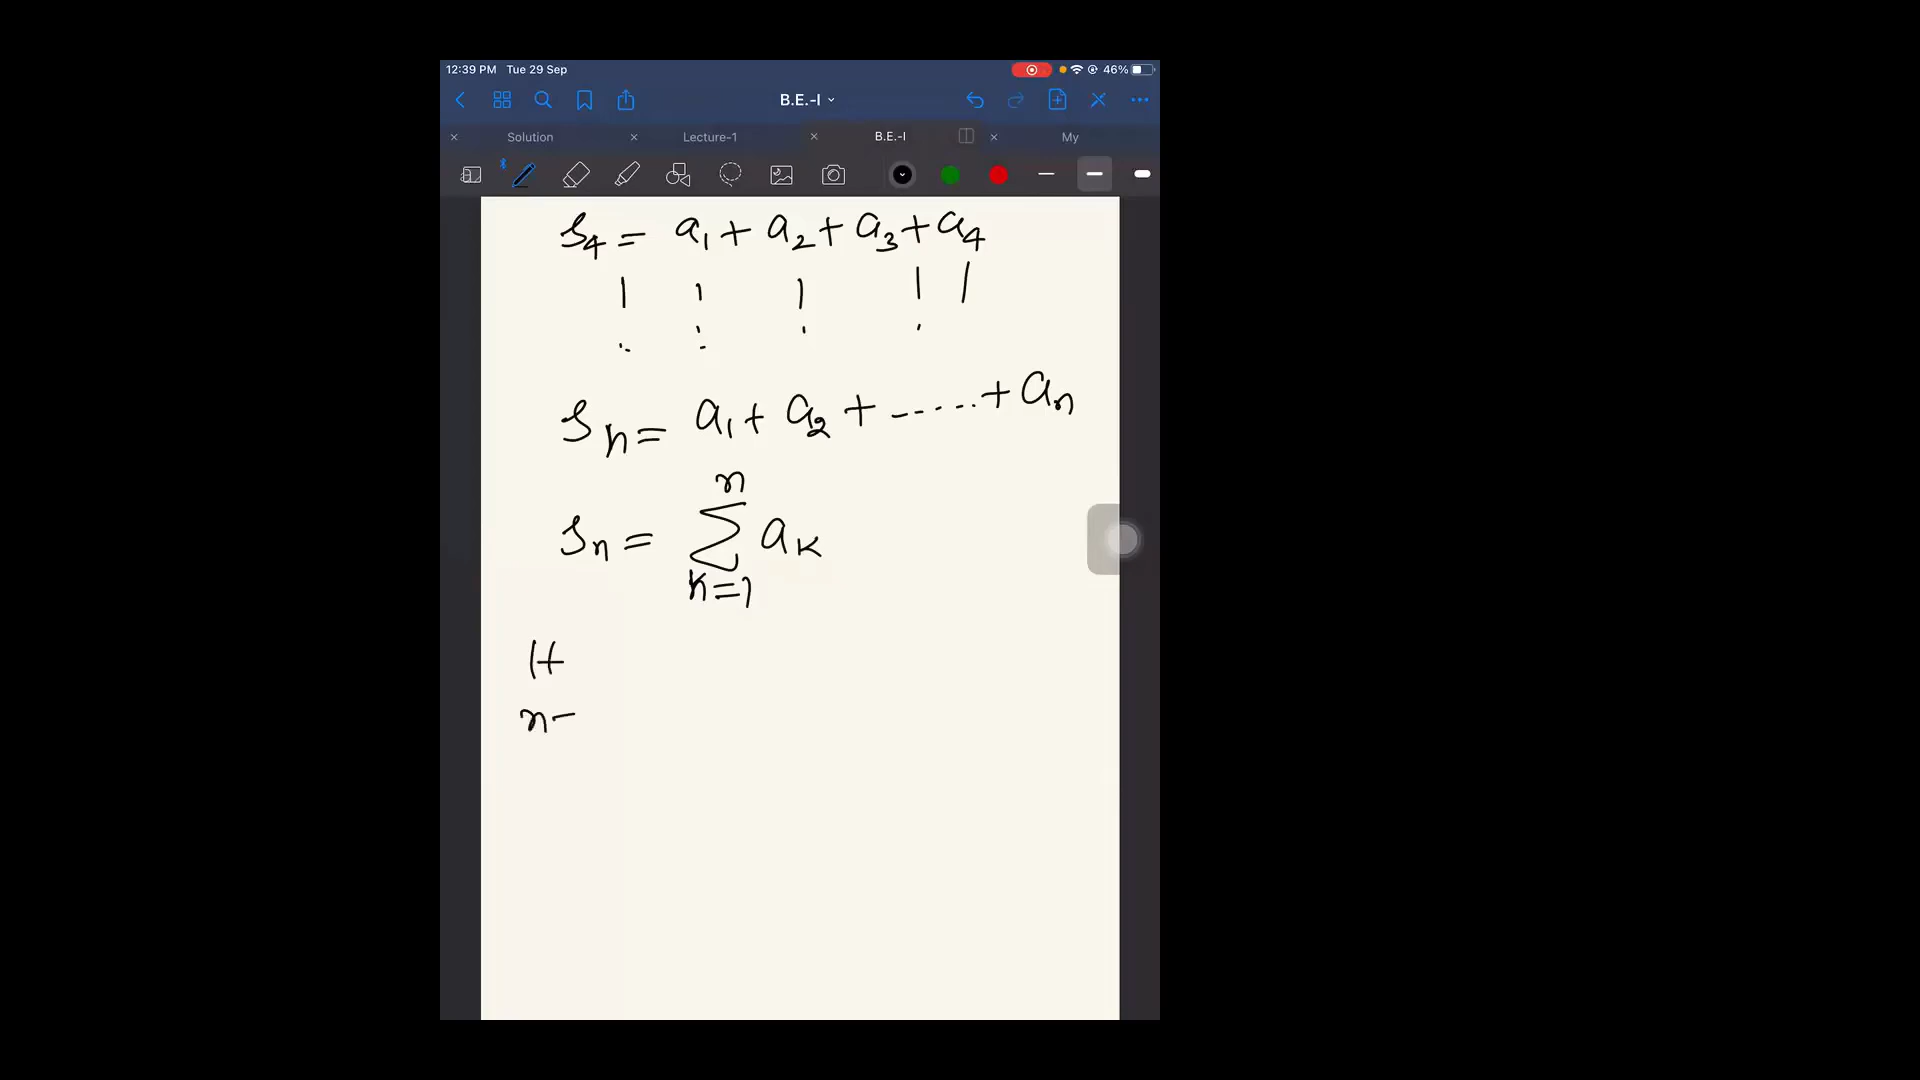 12:39 PM Tue 29 Sep 46%
B.E.-I
Solution Lecture-1 B.E.-I My
S₄ = a₁ + a₂ + a₃ + a₄
Sn = a₁ + a₂ + ------ + an
n
Sn = ∑ aK
K=1
lt
n-